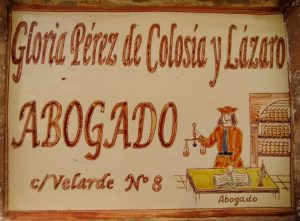 Gloria Pérez de Colosía y Lázaro
ABOGADO
c/Velarde Nº 8
Abogado